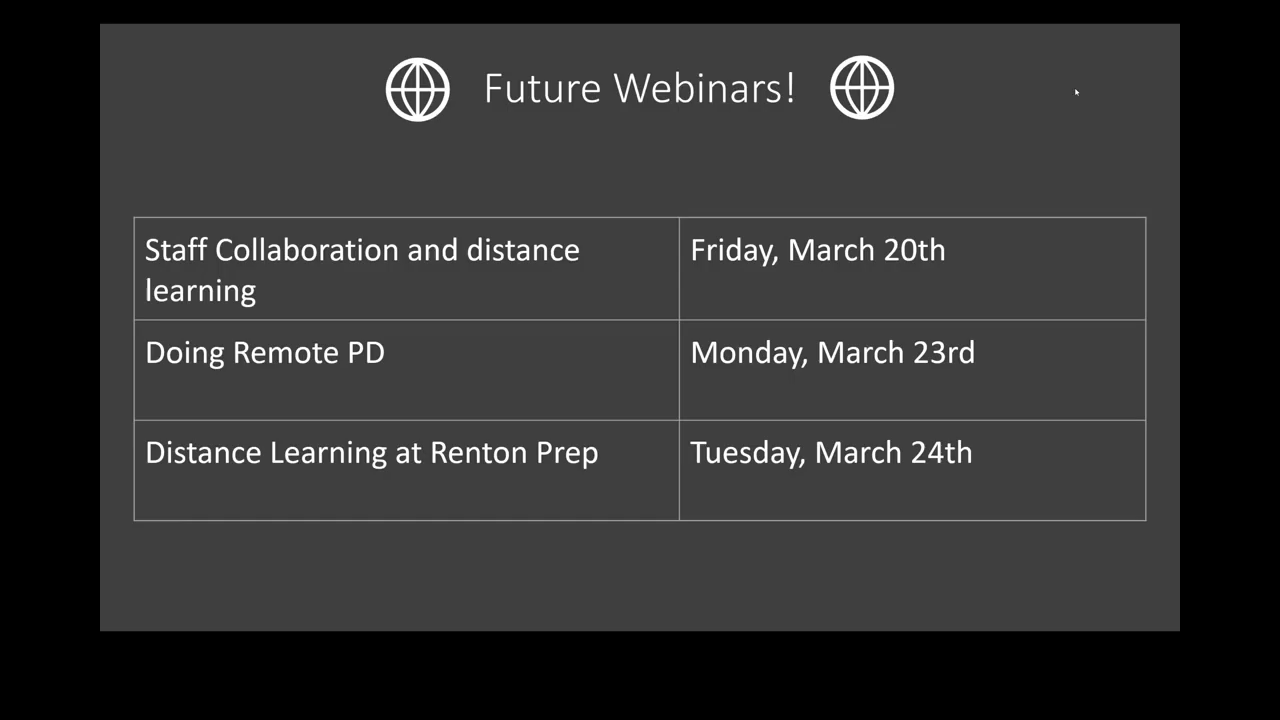 Future Webinars!
Staff Collaboration and distance
learning
Friday, March 20th
Doing Remote PD
Monday, March 23rd
Distance Learning at Renton Prep
Tuesday, March 24th